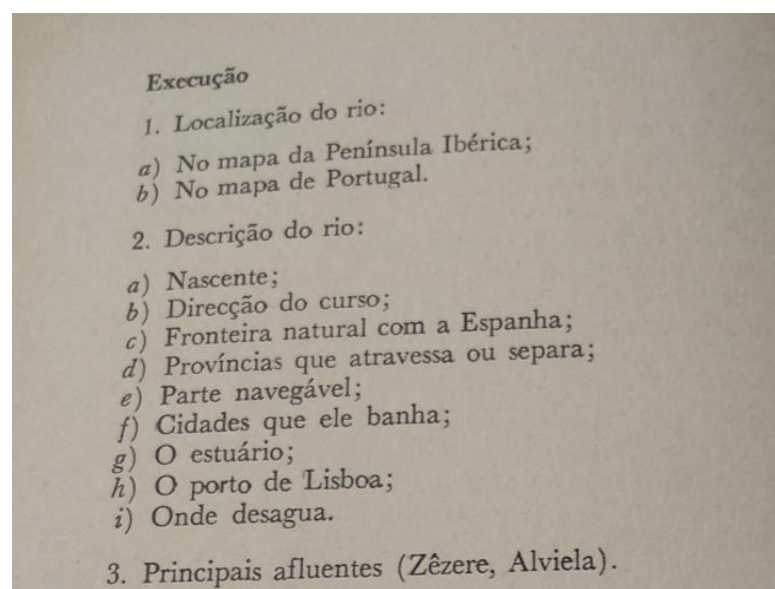 Execução
1. Localização do rio:
a) No mapa da Península Ibérica;
b) No mapa de Portugal.
2. Descrição do rio:
a) Nascente;
b) Direcção do curso;
c) Fronteira natural com a Espanha;
d) Províncias que atravessa ou separa;
e) Parte navegável;
f) Cidades que ele banha;
g) O estuário;
h) O porto de Lisboa;
i) Onde desagua.
3. Principais afluentes (Zêzere, Alviela).